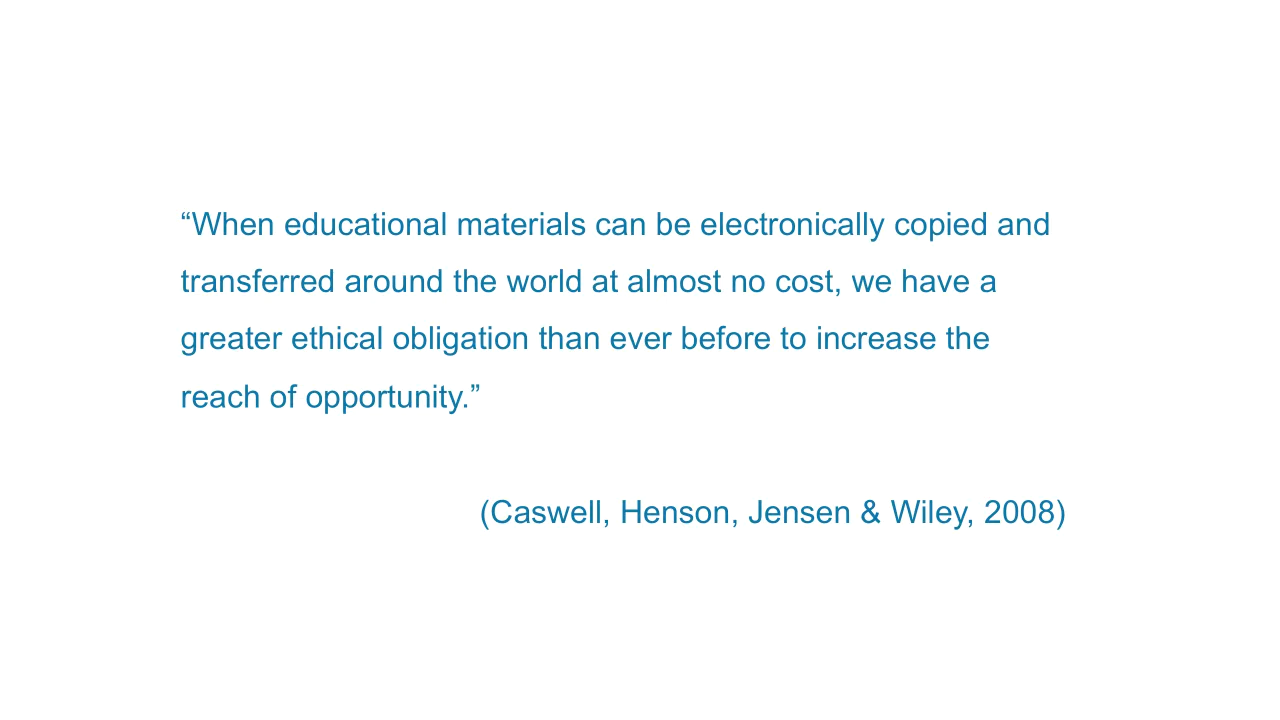 “When educational materials can be electronically copied and
transferred around the world at almost no cost, we have a
greater ethical obligation than ever before to increase the
reach of opportunity.”
(Caswell, Henson, Jensen & Wiley, 2008)